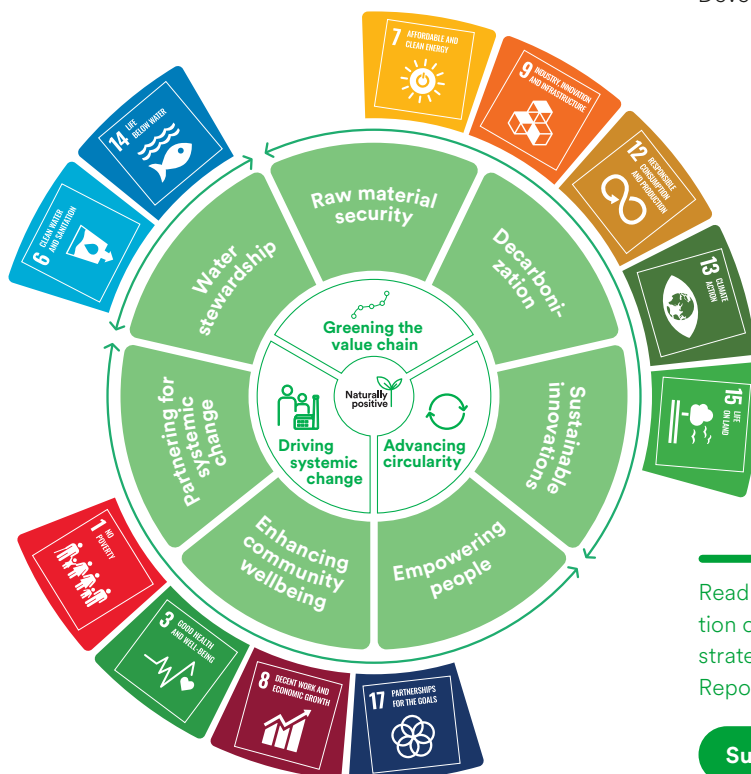 7 AFFORDABLE AND
CLEAN ENERGY
9 INDUSTRY, INNOVATION
AND INFRASTRUCTURE
12 RESPONSIBLE
CONSUMPTION
AND PRODUCTION
13 CLIMATE
ACTION
15 LIFE
ON LAND
14 LIFE
BELOW WATER
6 CLEAN WATER
AND SANITATION
Raw material
security
Decarboni-
zation
Sustainable
innovations
Empowering
people
Enhancing
community
wellbeing
Partnering for
systemic
change
Water
stewardship
Greening the
value chain
Naturally
positive
Driving
systemic
change
Advancing
circularity
1 NO
POVERTY
3 GOOD HEALTH
AND WELL-BEING
8 DECENT WORK AND
ECONOMIC GROWTH
17 PARTNERSHIPS
FOR THE GOALS
Read
tion
strate
Repo
Su